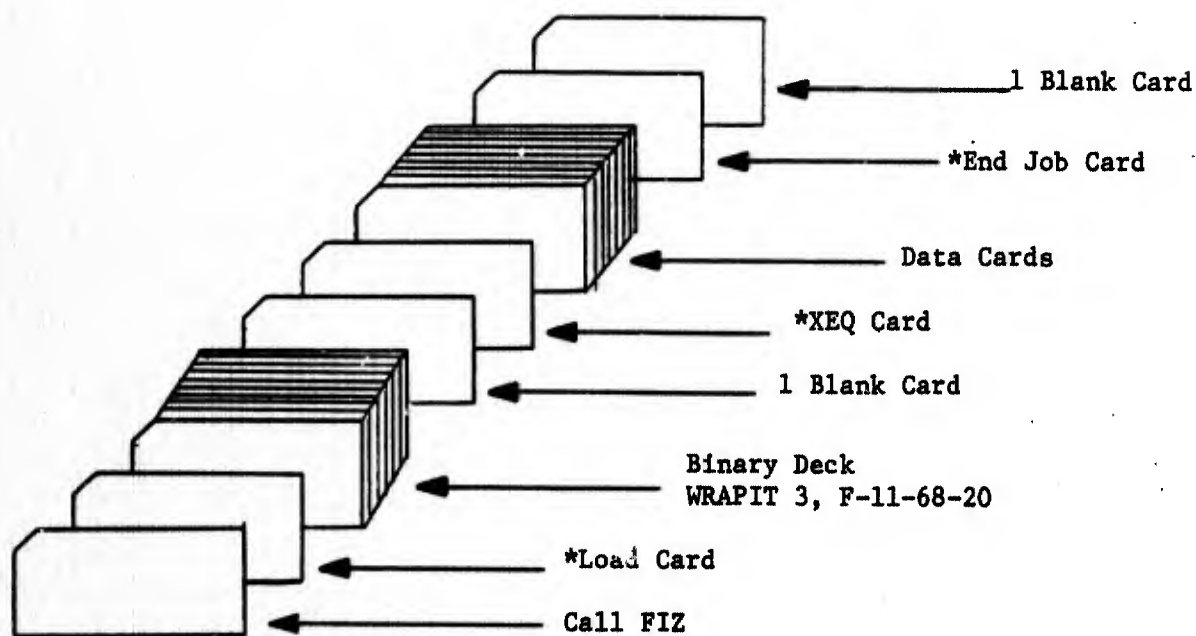 1 Blank Card
*End Job Card
Data Cards
*XEQ Card
1 Blank Card
Binary Deck
WRAPIT 3, F-11-68-20
*Load Card
Call FIZ